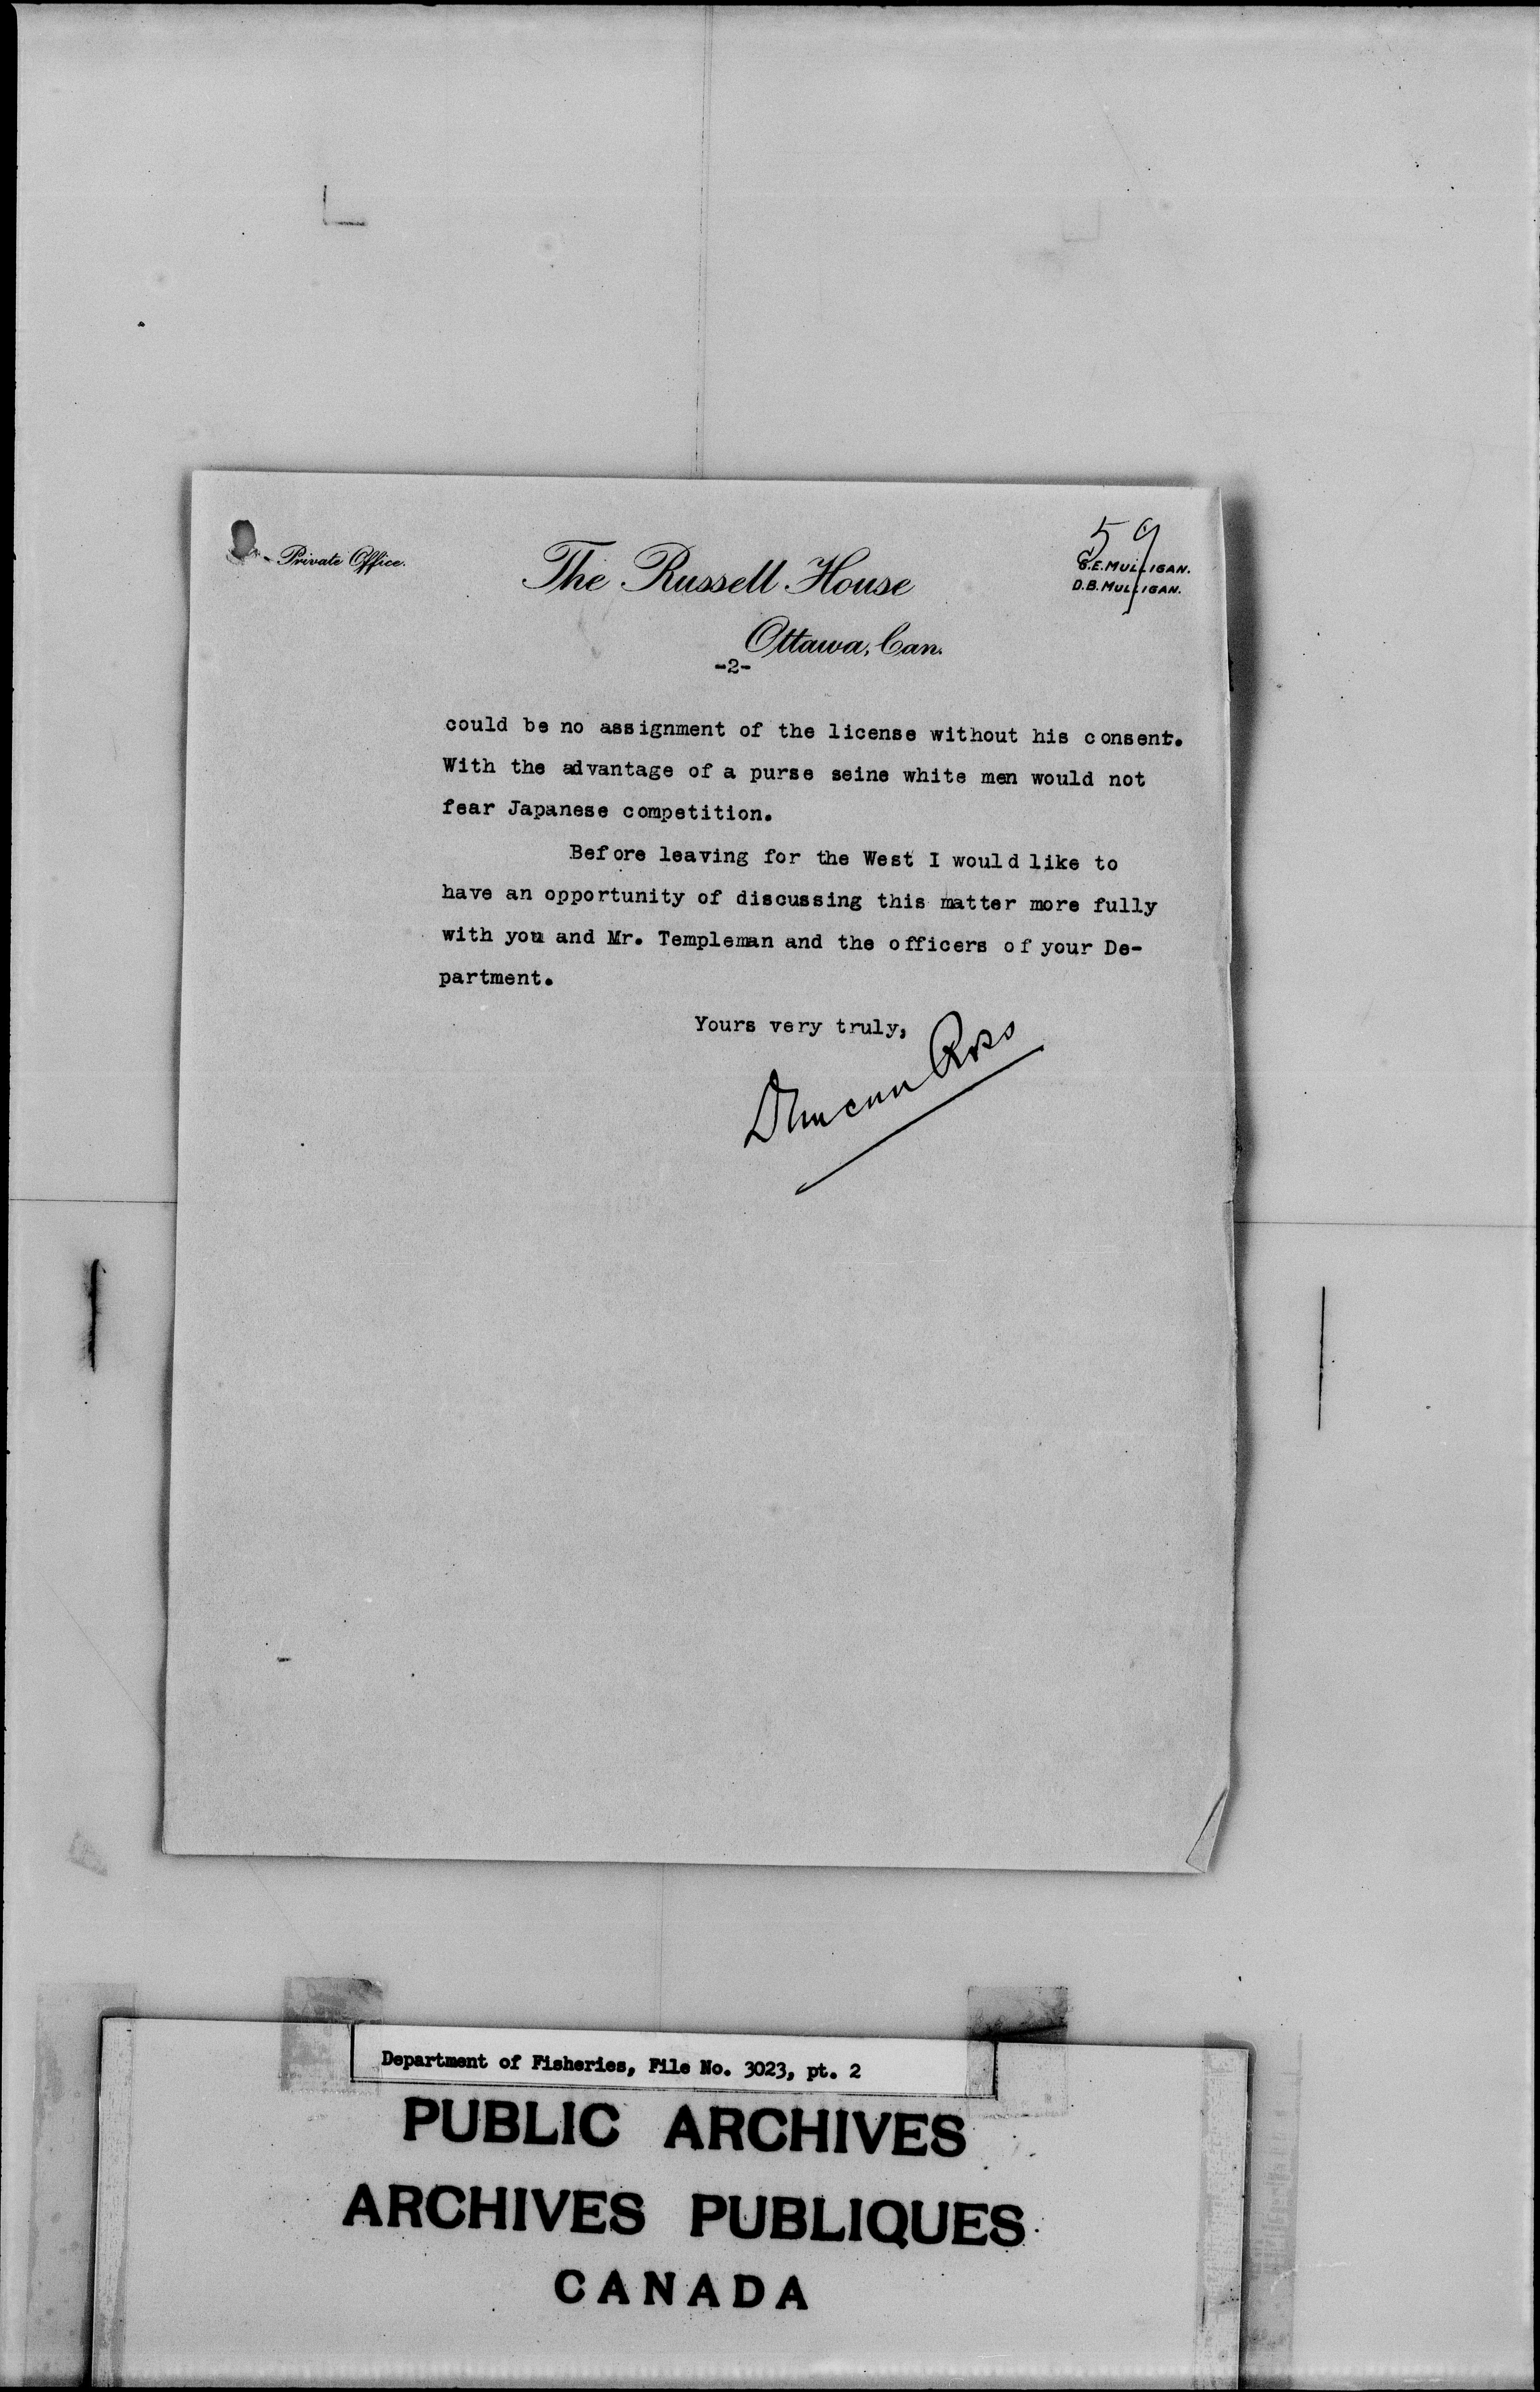 Private Office.
59
The Russell House
G.E. MULLIGAN.
D.B. MULLIGAN.
Ottawa, Can.
-2-
could be no assignment of the license without his consent.
With the advantage of a purse seine white men would not
fear Japanese competition.
Before leaving for the West I would like to
have an opportunity of discussing this matter more fully
with you and Mr. Templeman and the officers of your De-
partment.
Yours very truly,
Duncan Ross
Department of Fisheries, File No. 3023, pt. 2
PUBLIC ARCHIVES
ARCHIVES PUBLIQUES
CANADA